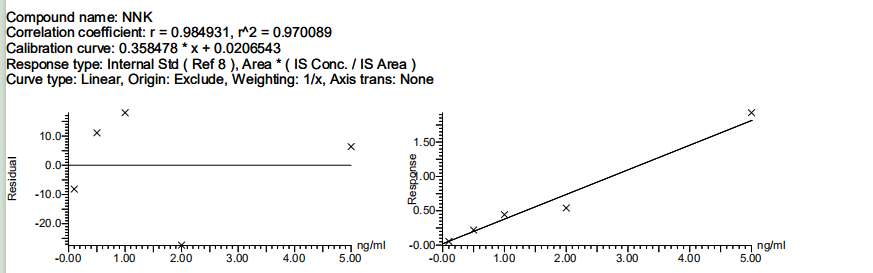 Compound name: NNK
Correlation coefficient: r = 0.984931, r^2 = 0.970089
Calibration curve: 0.358478 * x + 0.0206543
Response type: Internal Std ( Ref 8 ), Area * ( IS Conc. / IS Area )
Curve type: Linear, Origin: Exclude, Weighting: 1/x, Axis trans: None
Residual
10.0
0.0
-10.0
-20.0
ng/ml
-0.00 1.00 2.00 3.00 4.00 5.00
Response
1.50
1.00
0.50
-0.00
ng/ml
-0.00 1.00 2.00 3.00 4.00 5.00